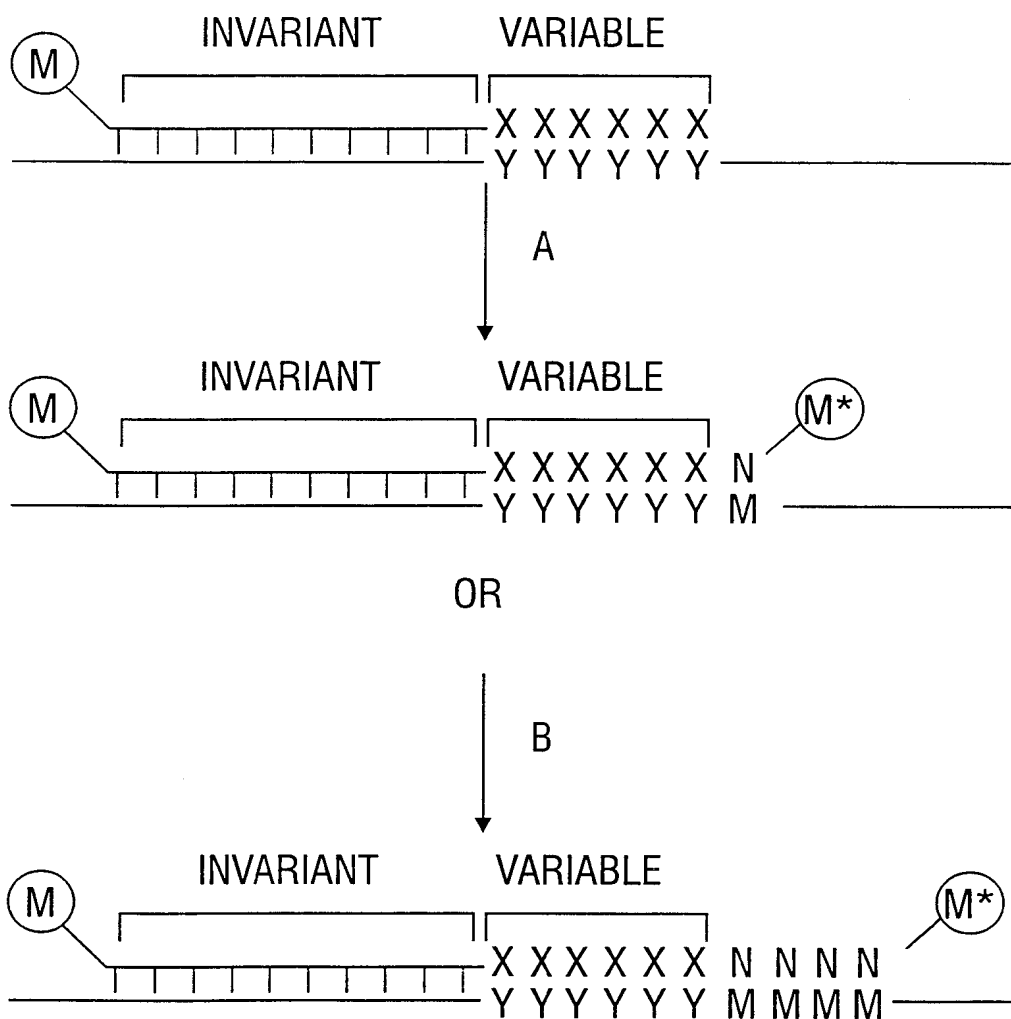 INVARIANT VARIABLE
M
X X X X X X
Y Y Y Y Y Y
A
INVARIANT VARIABLE
M M*
X X X X X X N
Y Y Y Y Y Y M
OR
B
INVARIANT VARIABLE
M M*
X X X X X X N N N N
Y Y Y Y Y Y M M M M